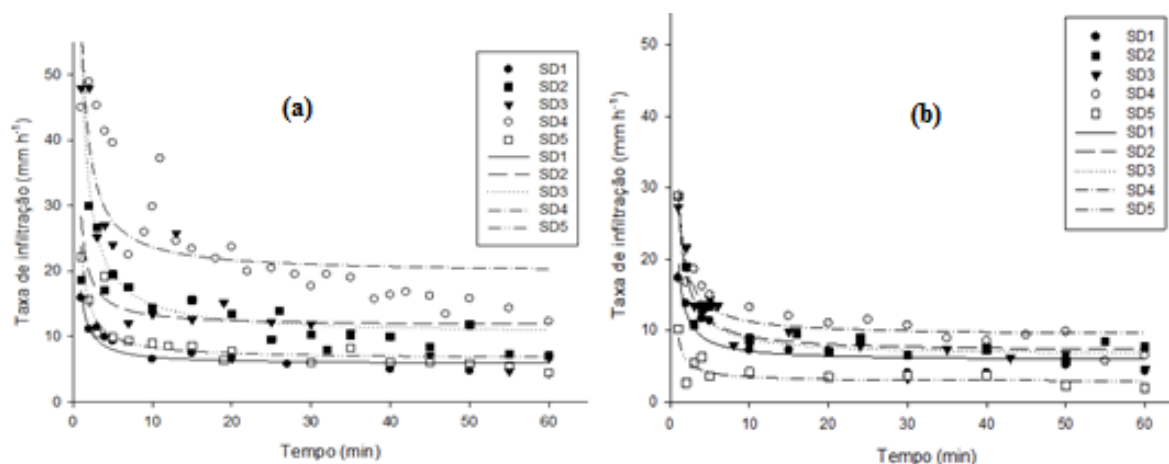 (a)
Taxa de infiltração (mm h⁻¹)
50
40
30
20
10
0
0 10 20 30 40 50 60
Tempo (min)
SD1
SD2
SD3
SD4
SD5
SD1
SD2
SD3
SD4
SD5
(b)
Taxa de infiltração (mm h⁻¹)
50
40
30
20
10
0
0 10 20 30 40 50 60
Tempo (min)
SD1
SD2
SD3
SD4
SD5
SD1
SD2
SD3
SD4
SD5